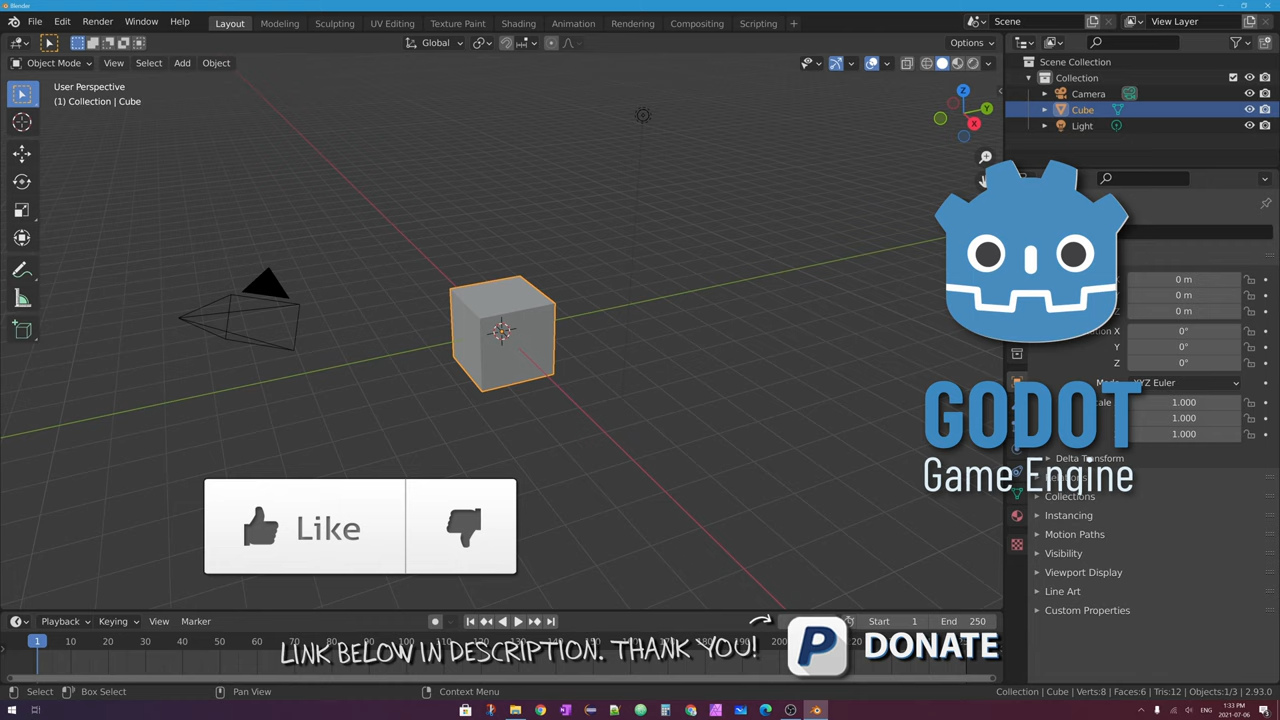 Blender
File Edit Render Window Help Layout Modeling Sculpting UV Editing Texture Paint Shading Animation Rendering Compositing Scripting + Scene View Layer
Global Options
Object Mode View Select Add Object
User Perspective
(1) Collection | Cube
Z
Y
X
Scene Collection
Collection
Camera
Cube
Light
0 m
0 m
0 m
X 0°
Y 0°
Z 0°
XYZ Euler
1.000
1.000
1.000
Delta Transform
Collections
Instancing
Motion Paths
Visibility
Viewport Display
Line Art
Custom Properties
GODOT
Game Engine
Like
Playback Keying View Marker Start 1 End 250
1 10 20 30 40 50 60 70 80 90 100 110 120 130 140 150 160 170 180 190 200
LINK BELOW IN DESCRIPTION. THANK YOU!
P DONATE
Select Box Select Pan View Context Menu Collection | Cube | Verts:8 | Faces:6 | Tris:12 | Objects:1/3 | 2.93.0
1:33 PM
2021-07-06